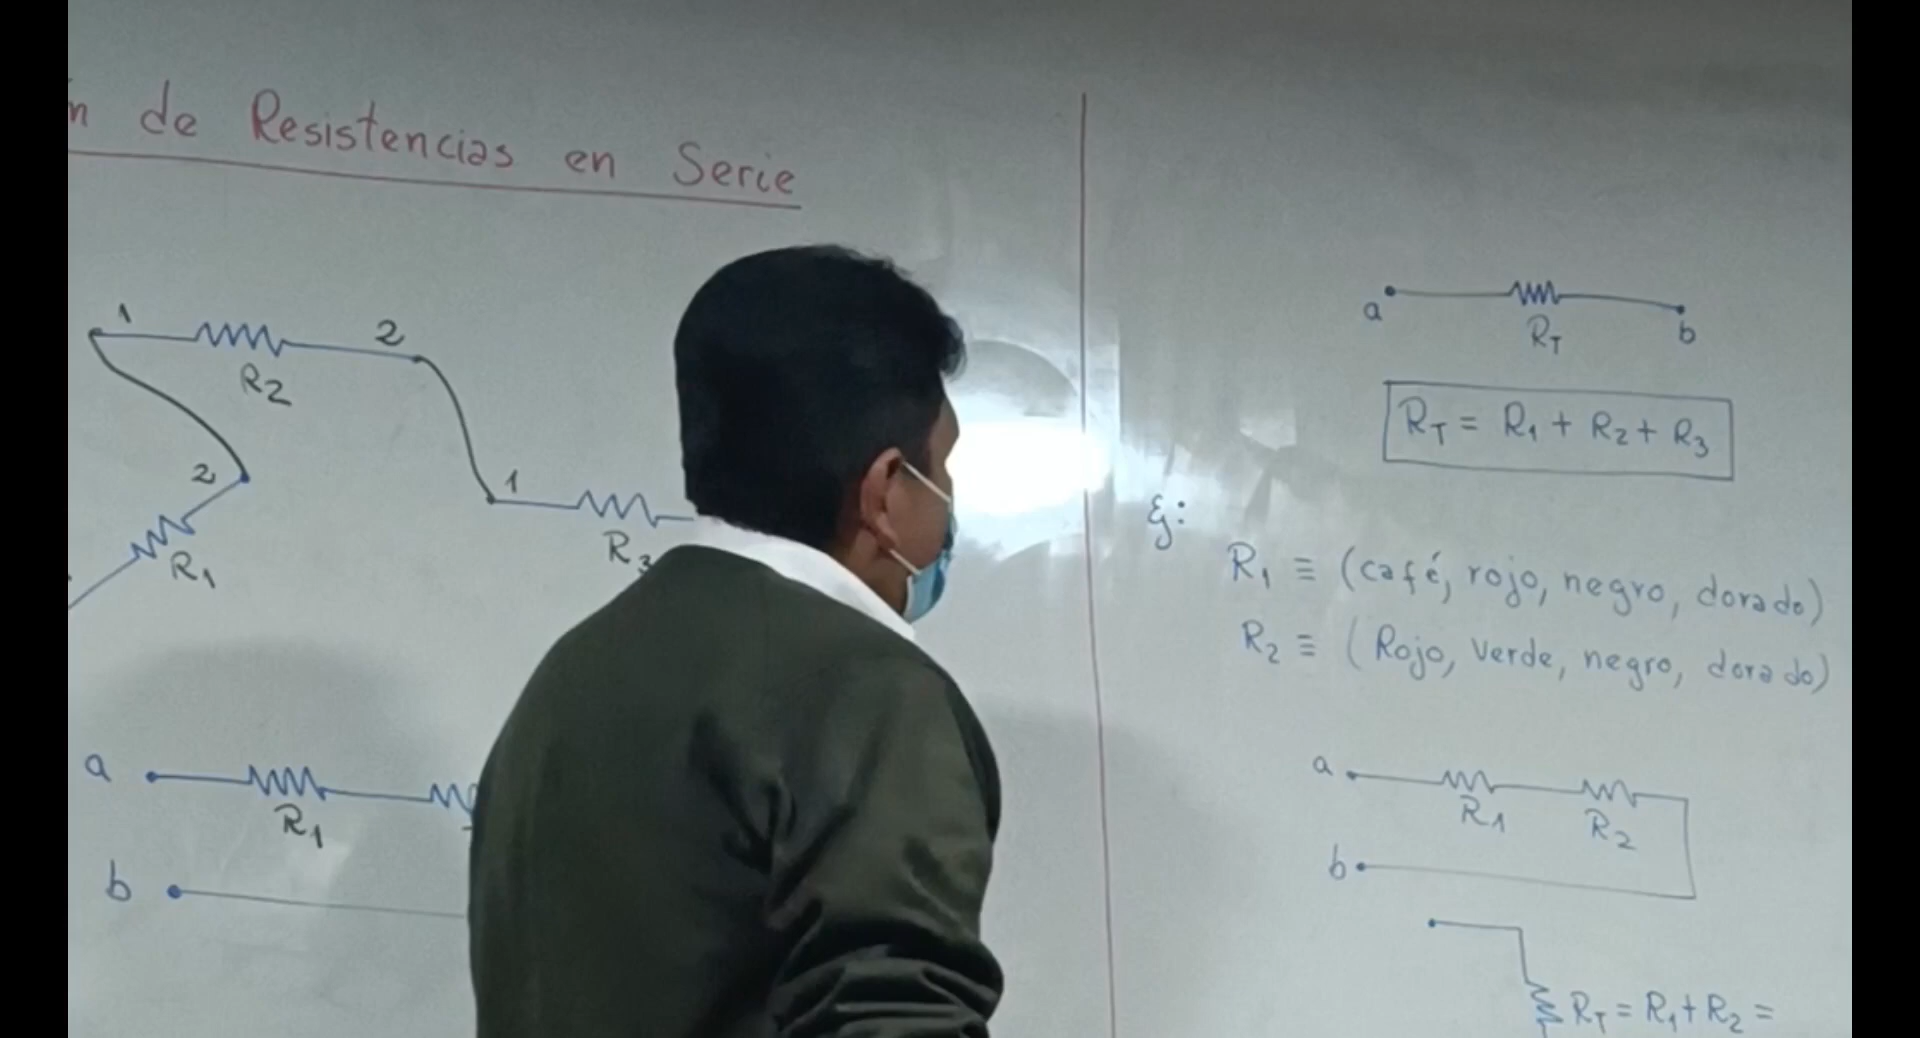 n de Resistencias en Serie
1
R2
2
2
R1
1
R3
a
R1
b
a
RT
b
RT = R1 + R2 + R3
Ej:
R1 ≡ (café, rojo, negro, dorado)
R2 ≡ (Rojo, Verde, negro, dorado)
a
R1
R2
b
RT = R1 + R2 =